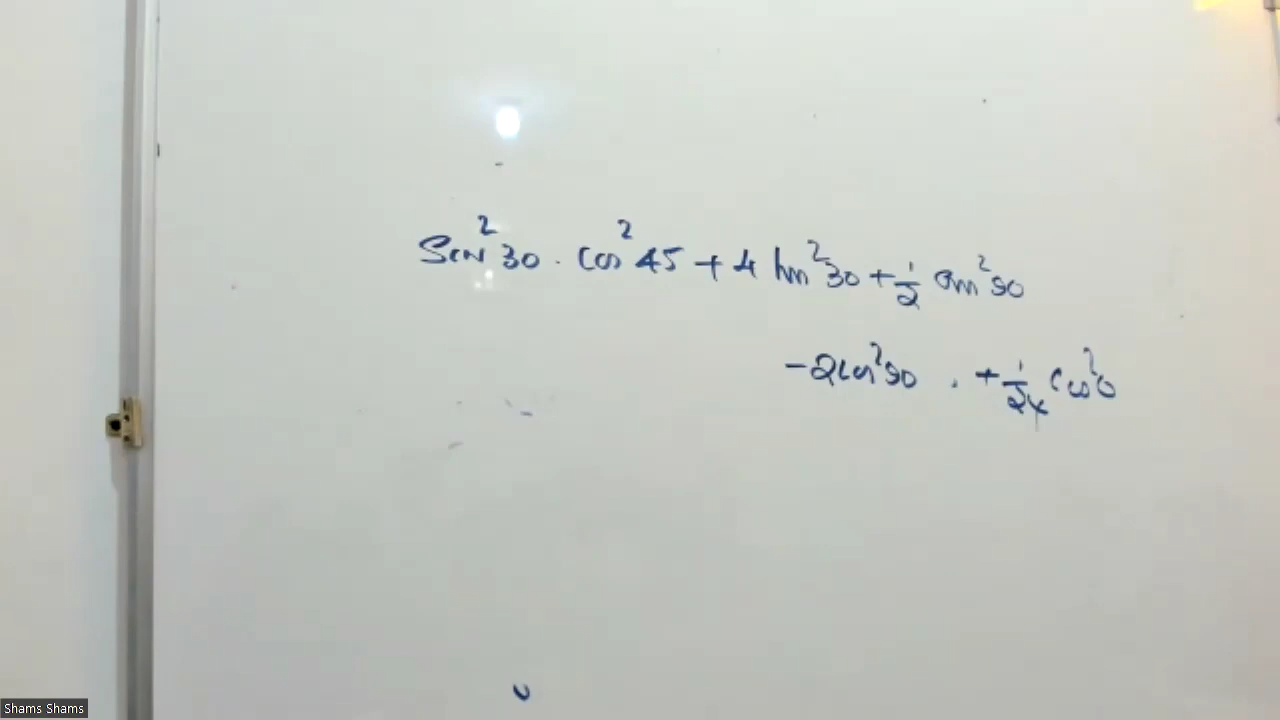 Sin² 30 . Cos² 45 + 4 tan² 30 + 1/2 sin² 90
- 2 cos² 90 . + 1/24 Cos² 0
Shams Shams